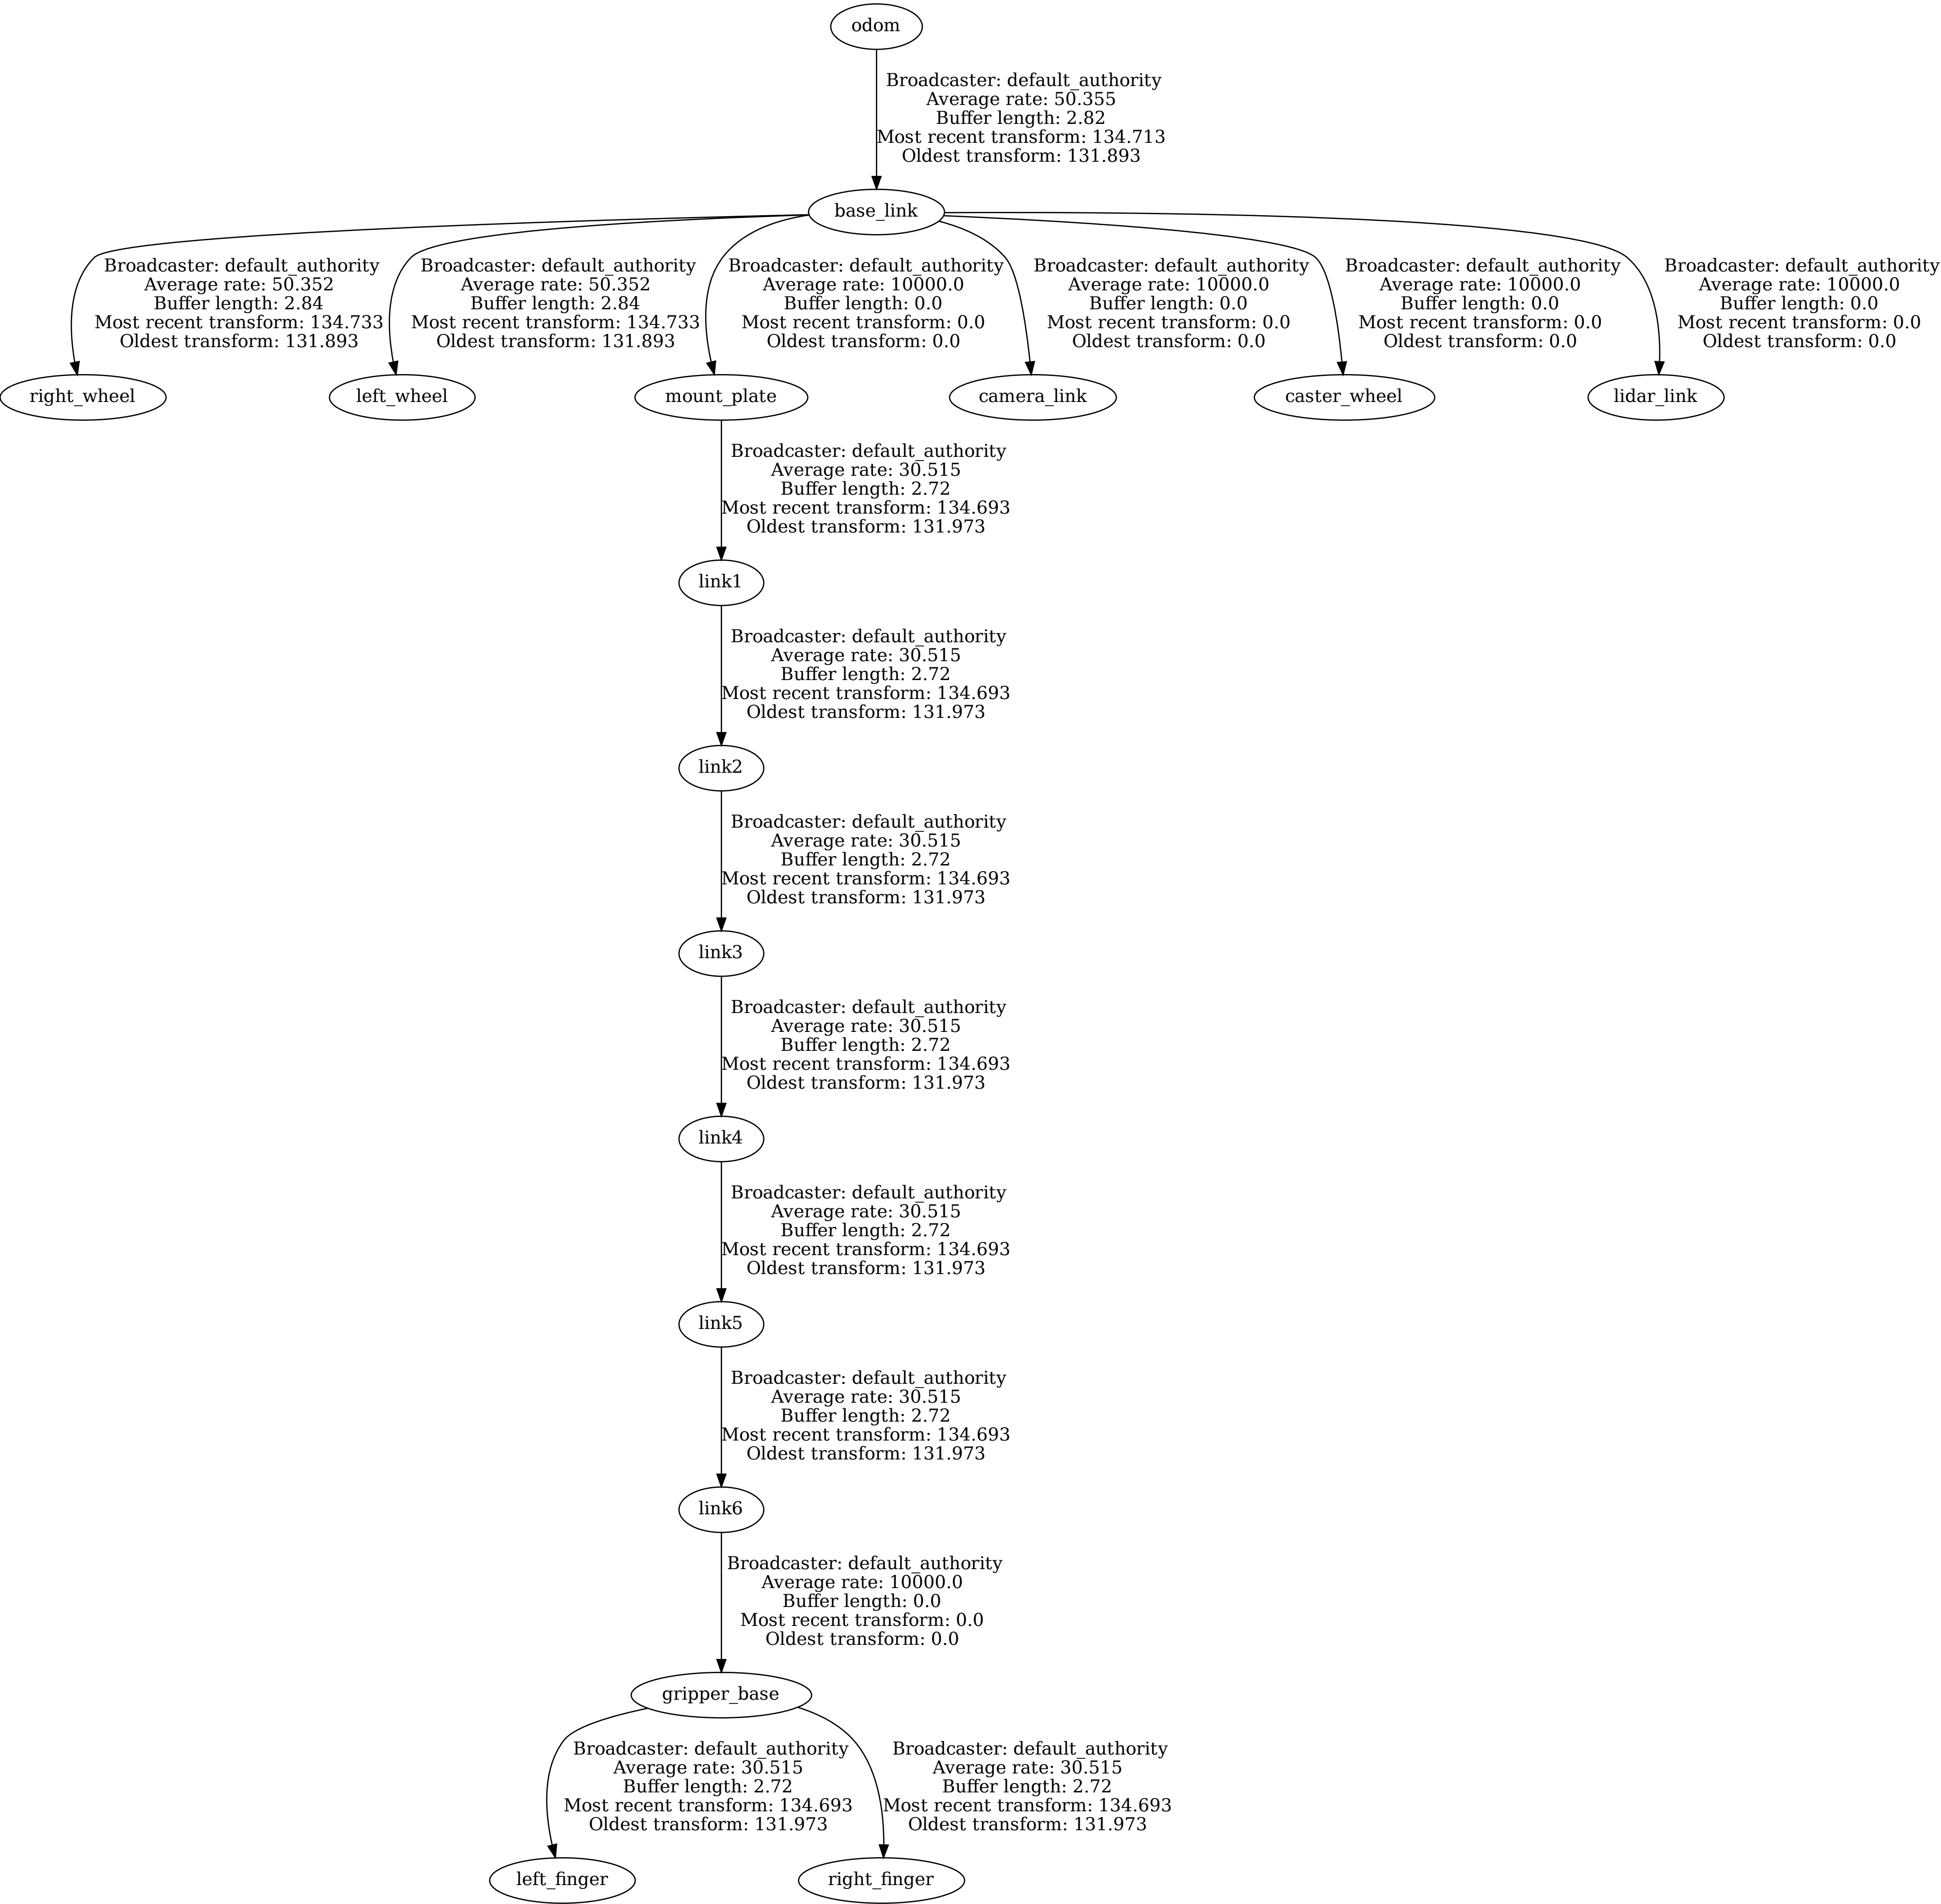 odom
Broadcaster: default_authority
Average rate: 50.355
Buffer length: 2.82
Most recent transform: 134.713
Oldest transform: 131.893
base_link
Broadcaster: default_authority
Average rate: 50.352
Buffer length: 2.84
Most recent transform: 134.733
Oldest transform: 131.893
Broadcaster: default_authority
Average rate: 50.352
Buffer length: 2.84
Most recent transform: 134.733
Oldest transform: 131.893
Broadcaster: default_authority
Average rate: 10000.0
Buffer length: 0.0
Most recent transform: 0.0
Oldest transform: 0.0
Broadcaster: default_authority
Average rate: 10000.0
Buffer length: 0.0
Most recent transform: 0.0
Oldest transform: 0.0
Broadcaster: default_authority
Average rate: 10000.0
Buffer length: 0.0
Most recent transform: 0.0
Oldest transform: 0.0
Broadcaster: default_authority
Average rate: 10000.0
Buffer length: 0.0
Most recent transform: 0.0
Oldest transform: 0.0
right_wheel
left_wheel
mount_plate
camera_link
caster_wheel
lidar_link
Broadcaster: default_authority
Average rate: 30.515
Buffer length: 2.72
Most recent transform: 134.693
Oldest transform: 131.973
link1
Broadcaster: default_authority
Average rate: 30.515
Buffer length: 2.72
Most recent transform: 134.693
Oldest transform: 131.973
link2
Broadcaster: default_authority
Average rate: 30.515
Buffer length: 2.72
Most recent transform: 134.693
Oldest transform: 131.973
link3
Broadcaster: default_authority
Average rate: 30.515
Buffer length: 2.72
Most recent transform: 134.693
Oldest transform: 131.973
link4
Broadcaster: default_authority
Average rate: 30.515
Buffer length: 2.72
Most recent transform: 134.693
Oldest transform: 131.973
link5
Broadcaster: default_authority
Average rate: 30.515
Buffer length: 2.72
Most recent transform: 134.693
Oldest transform: 131.973
link6
Broadcaster: default_authority
Average rate: 10000.0
Buffer length: 0.0
Most recent transform: 0.0
Oldest transform: 0.0
gripper_base
Broadcaster: default_authority
Average rate: 30.515
Buffer length: 2.72
Most recent transform: 134.693
Oldest transform: 131.973
Broadcaster: default_authority
Average rate: 30.515
Buffer length: 2.72
Most recent transform: 134.693
Oldest transform: 131.973
left_finger
right_finger